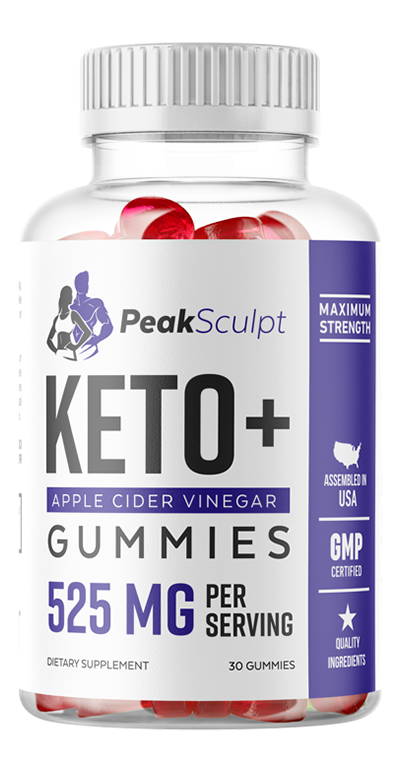 PeakSculpt
KETO+
APPLE CIDER VINEGAR
GUMMIES
525 MG PER
SERVING
DIETARY SUPPLEMENT
30 GUMMIES
MAXIMUM
STRENGTH
ASSEMBLED IN
USA
GMP
CERTIFIED
QUALITY
INGREDIENTS